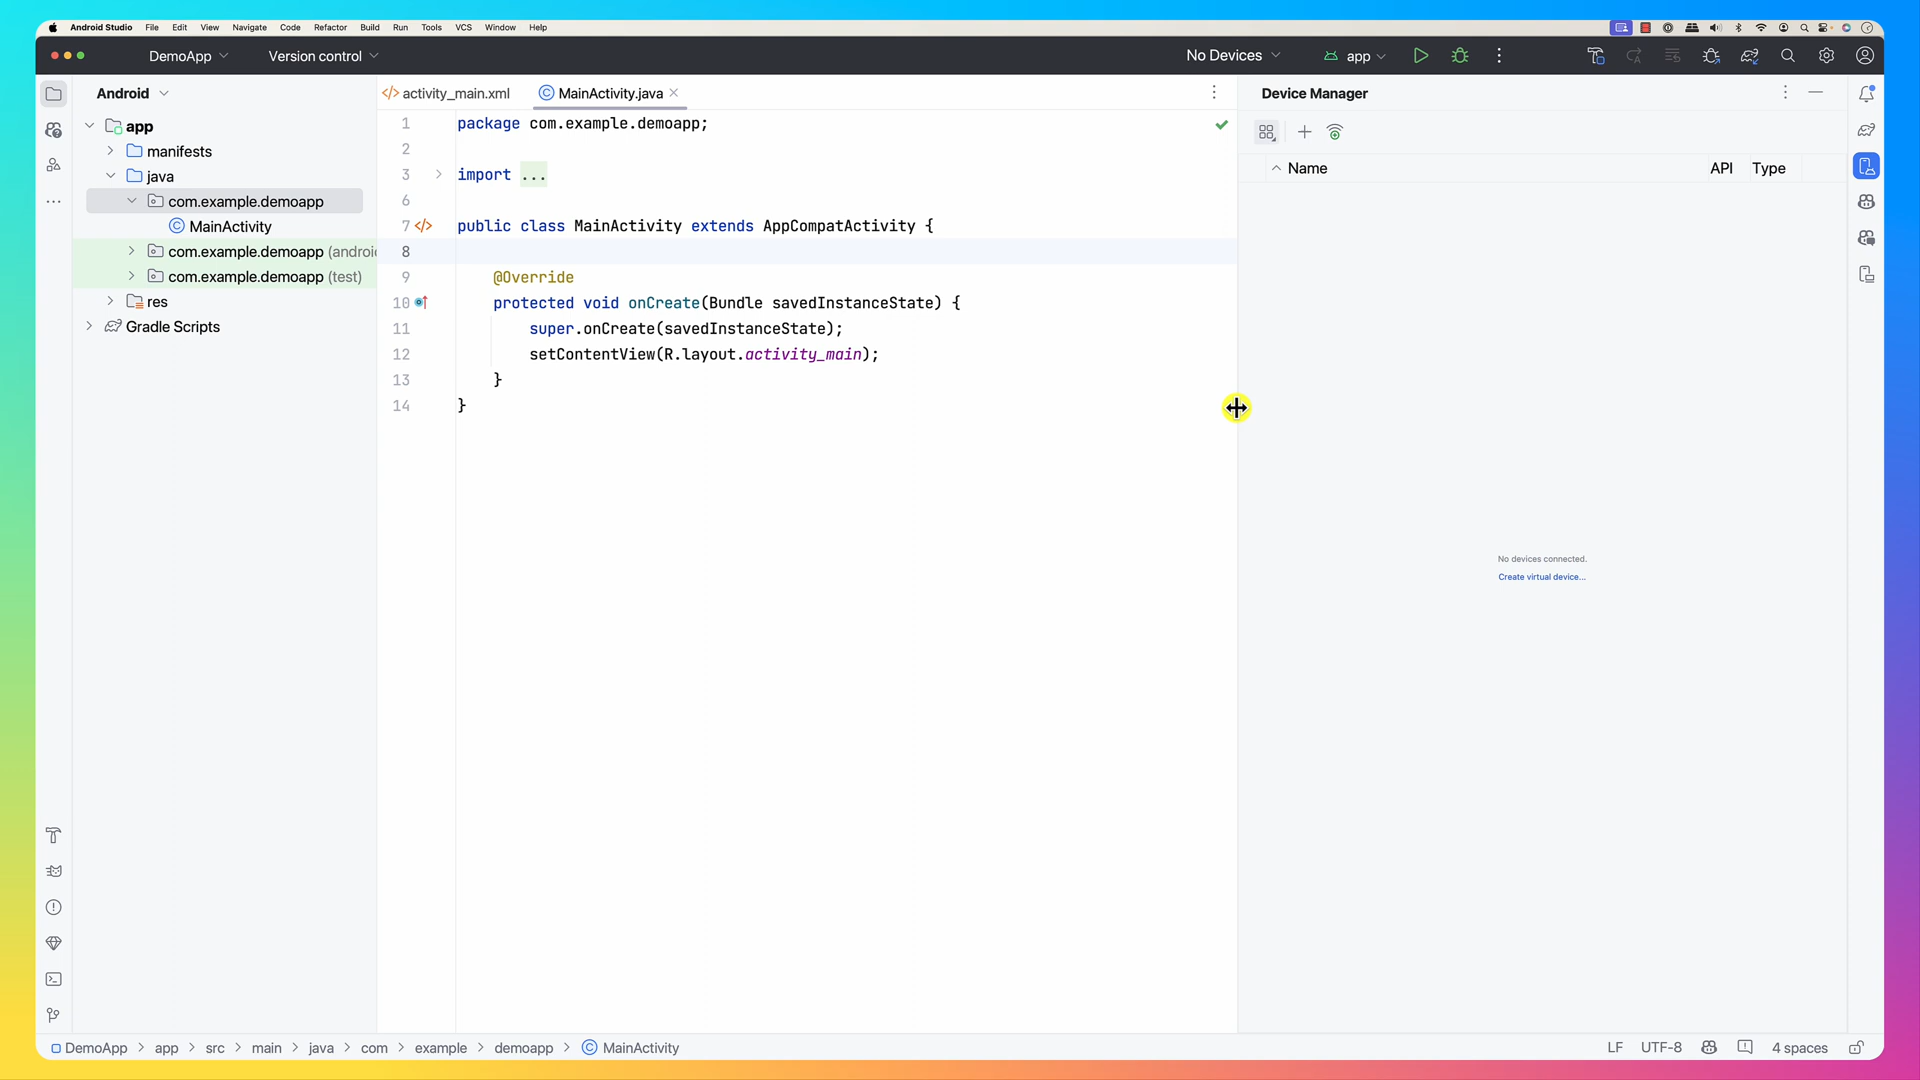 Android Studio File Edit View Navigate Code Refactor Build Run Tools VCS Window Help
DemoApp Version control No Devices app
Android
app
manifests
java
com.example.demoapp
MainActivity
com.example.demoapp (androi
com.example.demoapp (test)
res
Gradle Scripts
activity_main.xml MainActivity.java
1 package com.example.demoapp;
2
3 import ...
6
7 public class MainActivity extends AppCompatActivity {
8
9 @Override
10 protected void onCreate(Bundle savedInstanceState) {
11 super.onCreate(savedInstanceState);
12 setContentView(R.layout.activity_main);
13 }
14 }
Device Manager
Name API Type
No devices connected.
Create virtual device...
DemoApp > app > src > main > java > com > example > demoapp > MainActivity
LF UTF-8 4 spaces